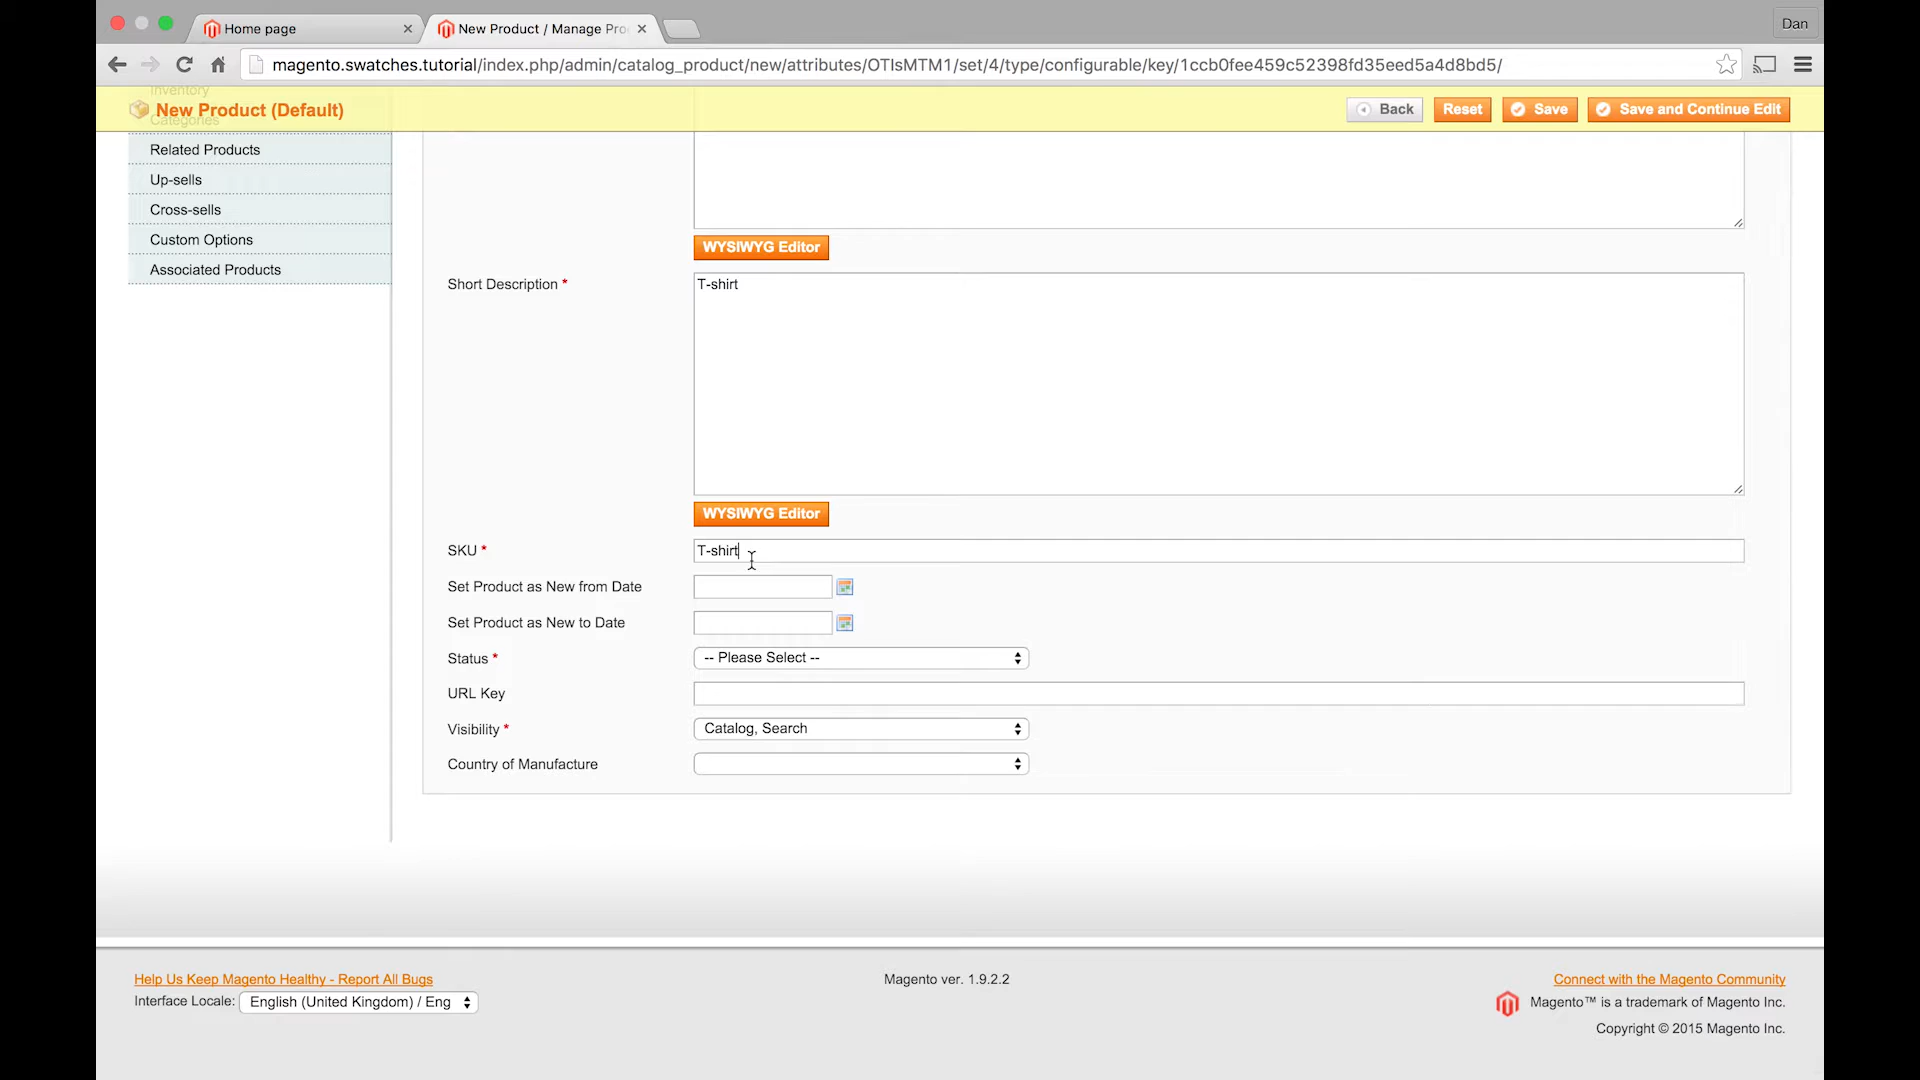 Home page
New Product / Manage Pro
Dan
magento.swatches.tutorial/index.php/admin/catalog_product/new/attributes/OTIsMTM1/set/4/type/configurable/key/1ccb0fee459c52398fd35eed5a4d8bd5/
Inventory
New Product (Default)
Back
Reset
Save
Save and Continue Edit
Categories
Related Products
Up-sells
Cross-sells
Custom Options
Associated Products
WYSIWYG Editor
Short Description *
T-shirt
WYSIWYG Editor
SKU *
T-shirt
Set Product as New from Date
Set Product as New to Date
Status *
-- Please Select --
URL Key
Visibility *
Catalog, Search
Country of Manufacture
Help Us Keep Magento Healthy - Report All Bugs
Magento ver. 1.9.2.2
Connect with the Magento Community
Interface Locale: English (United Kingdom) / Eng
Magento™ is a trademark of Magento Inc.
Copyright © 2015 Magento Inc.